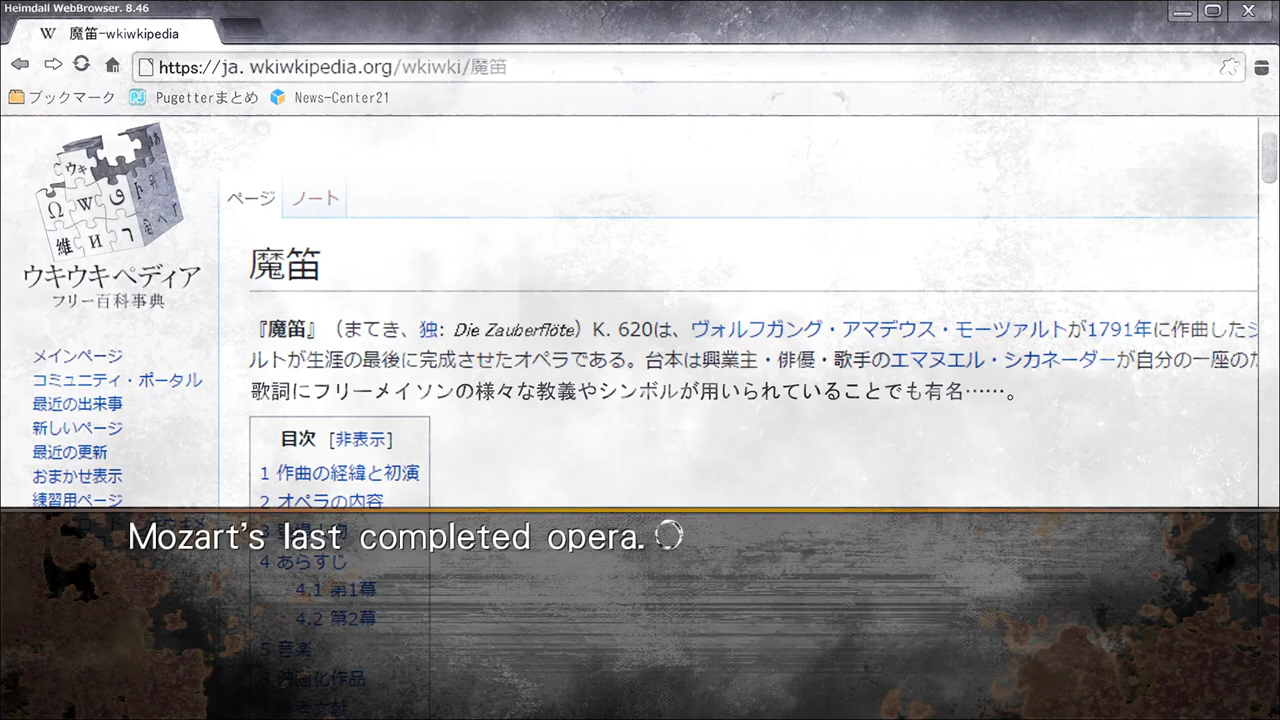 Heimdall WebBrowser. 8.46
W 魔笛-wkiwkipedia
https://ja. wkiwkipedia.org/wkiwki/魔笛
ブックマーク Pugetterまとめ News-Center21
ウキ
Ω W
維 И
ウキウキペディア
フリー百科事典
ページ ノート
魔笛
『魔笛』（まてき、独: Die Zauberflöte）K. 620は、ヴォルフガング・アマデウス・モーツァルトが1791年に作曲したジ
ルトが生涯の最後に完成させたオペラである。台本は興業主・俳優・歌手のエマヌエル・シカネーダーが自分の一座のた
歌詞にフリーメイソンの様々な教義やシンボルが用いられていることでも有名……。
メインページ
コミュニティ・ポータル
最近の出来事
新しいページ
最近の更新
おまかせ表示
練習用ページ
目次 [非表示]
1 作曲の経緯と初演
2 オペラの内容
Mozart's last completed opera.
4 あらすじ
4.1 第1幕
4.2 第2幕
5 音楽
6 映画化作品